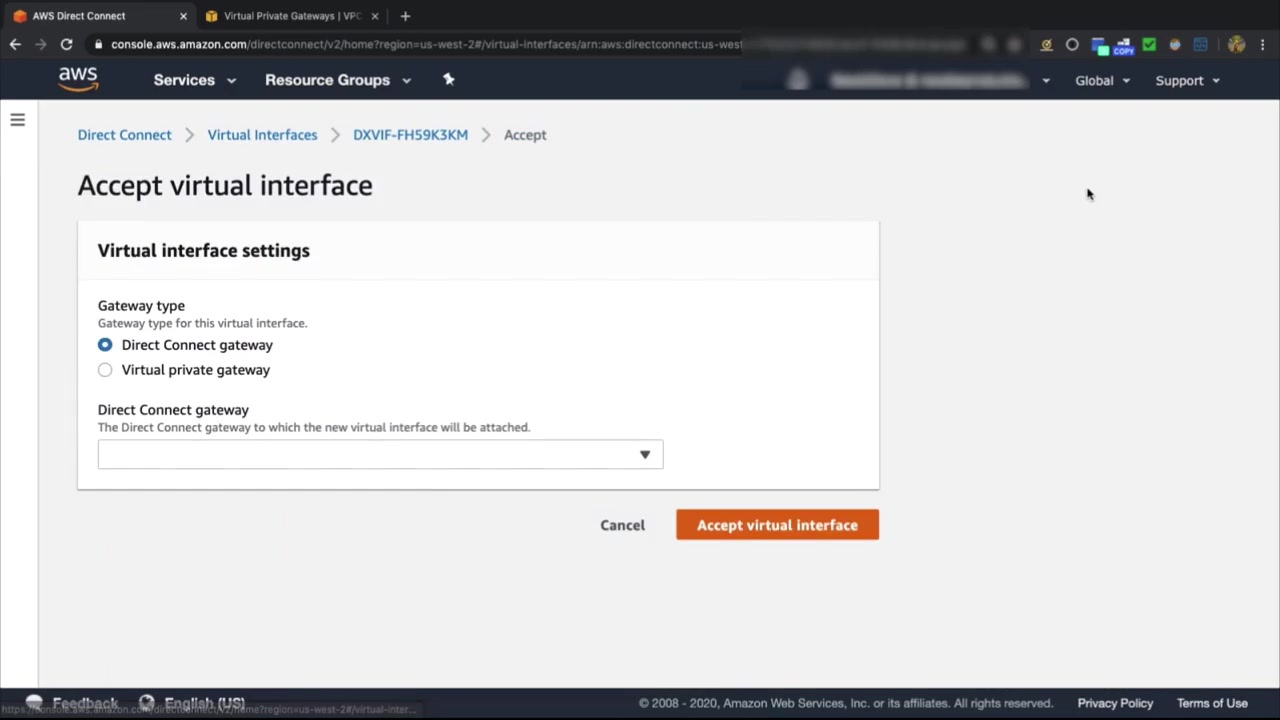 AWS Direct Connect
Virtual Private Gateways | VPC
console.aws.amazon.com/directconnect/v2/home?region=us-west-2#/virtual-interfaces/arn:aws:directconnect:us-west
COPY
aws
Services
Resource Groups
Global
Support
Direct Connect
Virtual Interfaces
DXVIF-FH59K3KM
Accept
Accept virtual interface
Virtual interface settings
Gateway type
Gateway type for this virtual interface.
Direct Connect gateway
Virtual private gateway
Direct Connect gateway
The Direct Connect gateway to which the new virtual interface will be attached.
Cancel
Accept virtual interface
Feedback
English (US)
© 2008 - 2020, Amazon Web Services, Inc. or its affiliates. All rights reserved.
Privacy Policy
Terms of Use
https://console.aws.amazon.com/directconnect/v2/home?region=us-west-2#/virtual-inter...